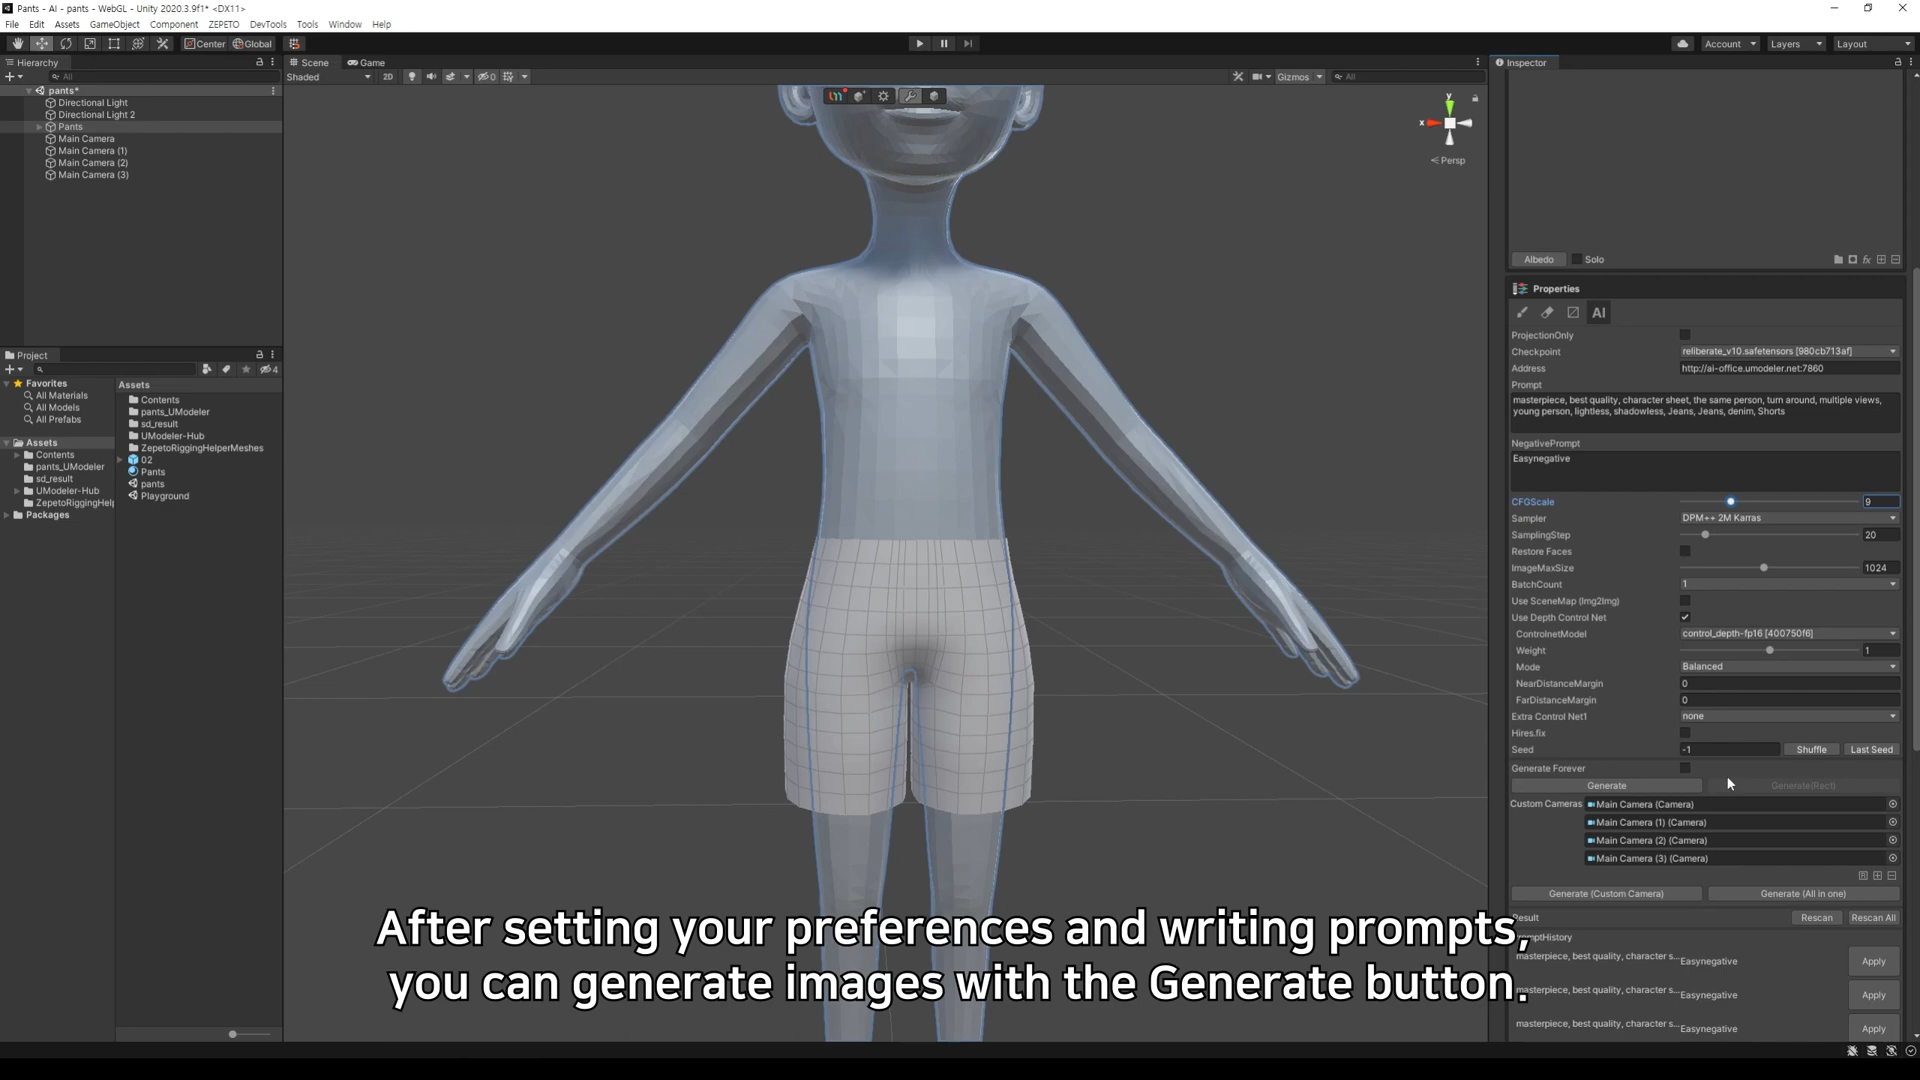 Pants - AI - pants - WebGL - Unity 2020.3.9f1* <DX11>
File Edit Assets GameObject Component ZEPETO DevTools Tools Window Help
Center Global
Account Layers Layout
Hierarchy
All
pants*
Directional Light
Directional Light 2
Pants
Main Camera
Main Camera (1)
Main Camera (2)
Main Camera (3)
Scene Game
Shaded 2D 0 Gizmos All
y
x
Persp
Project
4
Favorites
All Materials
All Models
All Prefabs
Assets
Contents
pants_UModeler
sd_result
UModeler-Hub
ZepetoRiggingHelp
Packages
Assets
Contents
pants_UModeler
sd_result
UModeler-Hub
ZepetoRiggingHelperMeshes
02
Pants
pants
Playground
Inspector
Albedo Solo fx
Properties
AI
ProjectionOnly
Checkpoint reliberate_v10.safetensors [980cb713af]
Address http://ai-office.umodeler.net:7860
Prompt
masterpiece, best quality, character sheet, the same person, turn around, multiple views,
young person, lightless, shadowless, Jeans, Jeans, denim, Shorts
NegativePrompt
Easynegative
CFGScale 9
Sampler DPM++ 2M Karras
SamplingStep 20
Restore Faces
ImageMaxSize 1024
BatchCount 1
Use SceneMap (Img2Img)
Use Depth Control Net
ControlnetModel control_depth-fp16 [400750f6]
Weight 1
Mode Balanced
NearDistanceMargin 0
FarDistanceMargin 0
Extra Control Net1 none
Hires.fix
Seed -1 Shuffle Last Seed
Generate Forever
Generate Generate(Rect)
Custom Cameras Main Camera (Camera)
Main Camera (1) (Camera)
Main Camera (2) (Camera)
Main Camera (3) (Camera)
Generate (Custom Camera) Generate (All in one)
Result Rescan Rescan All
PromptHistory
masterpiece, best quality, character s... Easynegative Apply
masterpiece, best quality, character s... Easynegative Apply
masterpiece, best quality, character s... Easynegative Apply
After setting your preferences and writing prompts,
you can generate images with the Generate button.